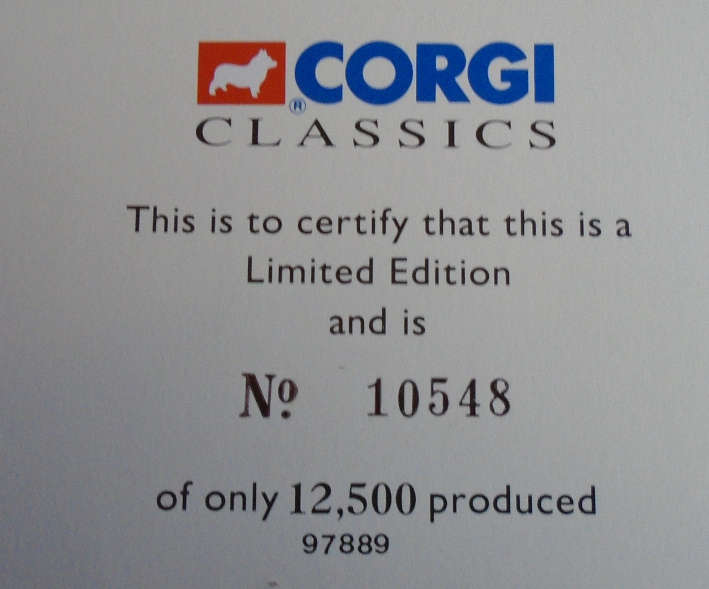 ® CORGI
CLASSICS
This is to certify that this is a
Limited Edition
and is
Nº. 10548
of only 12,500 produced
97889